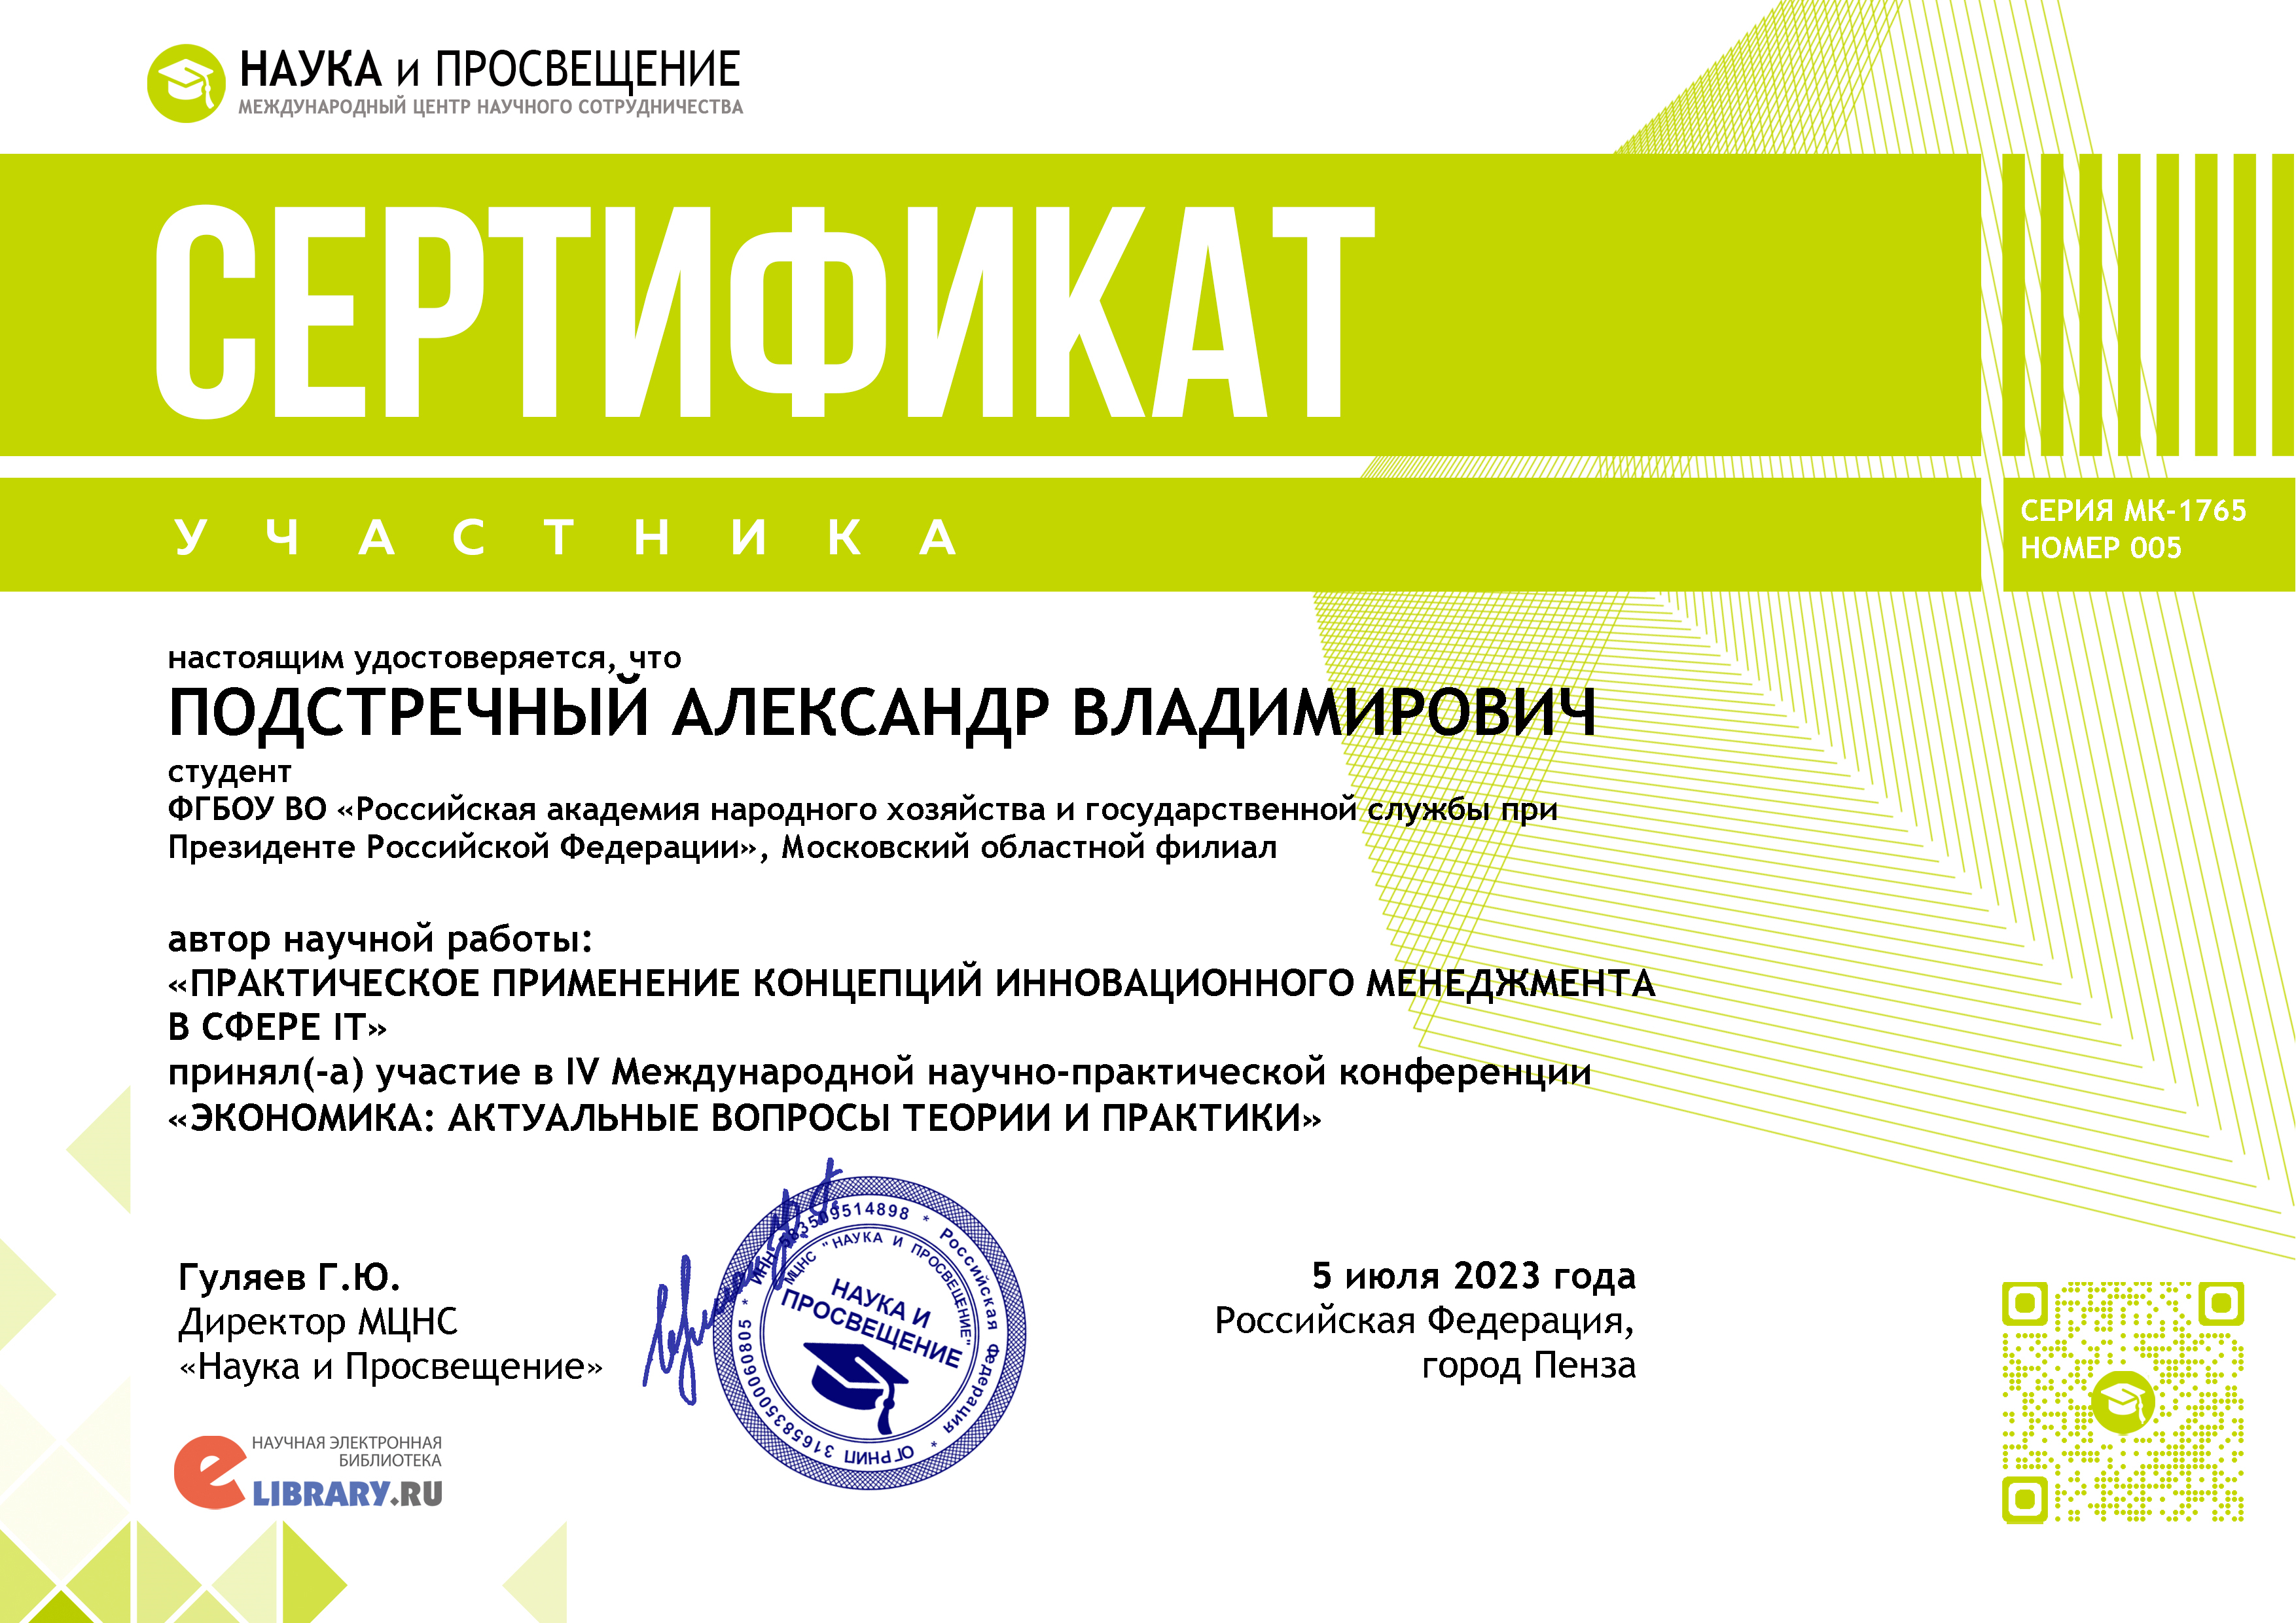 НАУКА и ПРОСВЕЩЕНИЕ
МЕЖДУНАРОДНЫЙ ЦЕНТР НАУЧНОГО СОТРУДНИЧЕСТВА
СЕРТИФИКАТ
УЧАСТНИКА
СЕРИЯ МК-1765
НОМЕР 005
настоящим удостоверяется, что
ПОДСТРЕЧНЫЙ АЛЕКСАНДР ВЛАДИМИРОВИЧ
студент
ФГБОУ ВО «Российская академия народного хозяйства и государственной службы при
Президенте Российской Федерации», Московский областной филиал
автор научной работы:
«ПРАКТИЧЕСКОЕ ПРИМЕНЕНИЕ КОНЦЕПЦИЙ ИННОВАЦИОННОГО МЕНЕДЖМЕНТА
В СФЕРЕ IT»
принял(-а) участие в IV Международной научно-практической конференции
«ЭКОНОМИКА: АКТУАЛЬНЫЕ ВОПРОСЫ ТЕОРИИ И ПРАКТИКИ»
Гуляев Г.Ю.
Директор МЦНС
«Наука и Просвещение»
ИНН 583509514898 * Российская Федерация * ОГРНИП 316583500060805 *
МЦНС "НАУКА И ПРОСВЕЩЕНИЕ"
НАУКА И
ПРОСВЕЩЕНИЕ
5 июля 2023 года
Российская Федерация,
город Пенза
НАУЧНАЯ ЭЛЕКТРОННАЯ
БИБЛИОТЕКА
eLIBRARY.RU